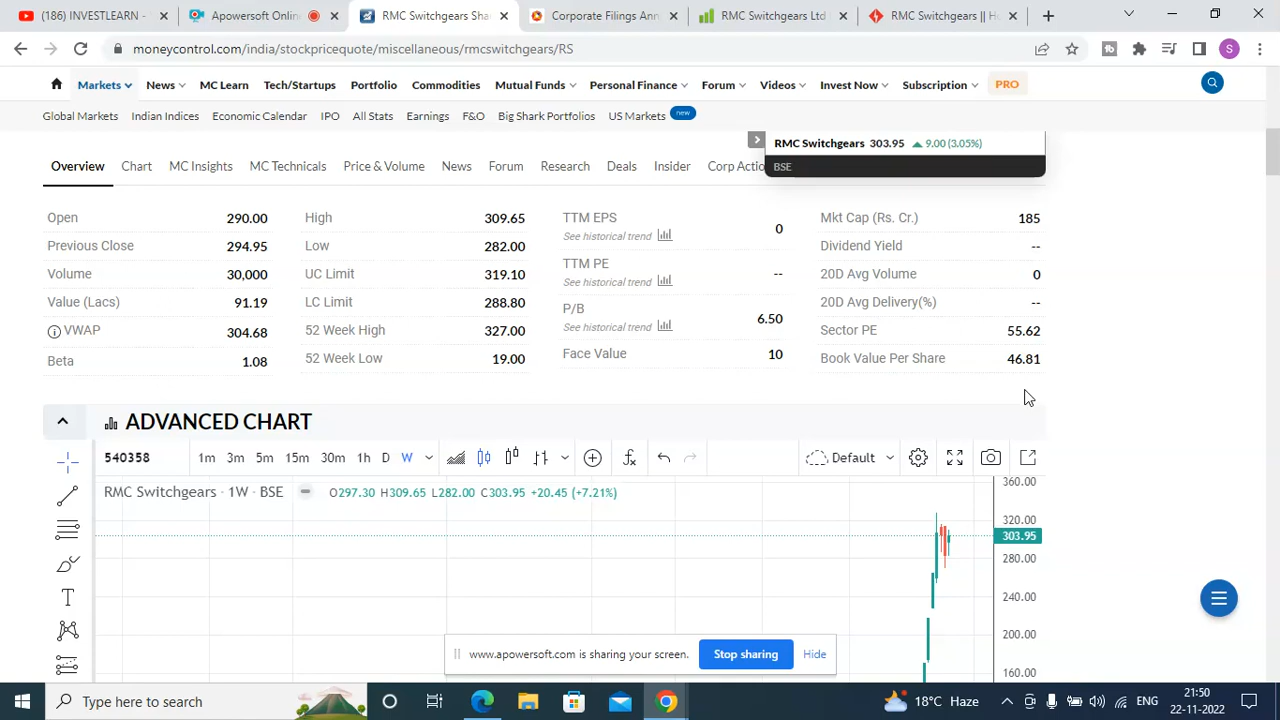 (186) INVESTLEARN -
Apowersoft Onlin
RMC Switchgears Sha
Corporate Filings Ann
RMC Switchgears Ltd
RMC Switchgears || Ho
moneycontrol.com/india/stockpricequote/miscellaneous/rmcswitchgears/RS
S
Markets News MC Learn Tech/Startups Portfolio Commodities Mutual Funds Personal Finance Forum Videos Invest Now Subscription PRO
Global Markets Indian Indices Economic Calendar IPO All Stats Earnings F&O Big Shark Portfolios US Markets new
RMC Switchgears 303.95 9.00 (3.05%)
BSE
Overview Chart MC Insights MC Technicals Price & Volume News Forum Research Deals Insider Corp Actio
Open 290.00
Previous Close 294.95
Volume 30,000
Value (Lacs) 91.19
VWAP 304.68
Beta 1.08
High 309.65
Low 282.00
UC Limit 319.10
LC Limit 288.80
52 Week High 327.00
52 Week Low 19.00
TTM EPS 0
See historical trend
TTM PE --
See historical trend
P/B 6.50
See historical trend
Face Value 10
Mkt Cap (Rs. Cr.) 185
Dividend Yield --
20D Avg Volume 0
20D Avg Delivery(%) --
Sector PE 55.62
Book Value Per Share 46.81
ADVANCED CHART
540358 1m 3m 5m 15m 30m 1h D W Default
RMC Switchgears · 1W · BSE O297.30 H309.65 L282.00 C303.95 +20.45 (+7.21%)
360.00
320.00
303.95
280.00
240.00
200.00
160.00
T
www.apowersoft.com is sharing your screen. Stop sharing Hide
Type here to search
18°C Haze
ENG
21:50
22-11-2022